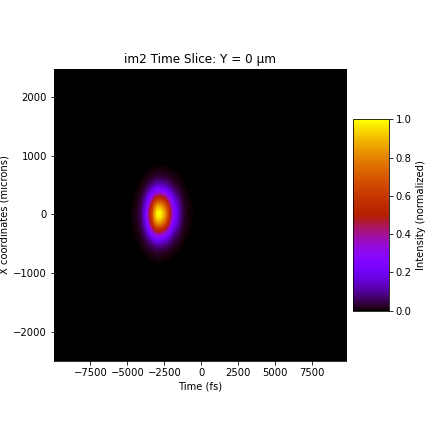 im2 Time Slice: Y = 0 μm
2000
1000
0
−1000
−2000
X coordinates (microns)
−7500 −5000 −2500 0 2500 5000 7500
Time (fs)
1.0
0.8
0.6
0.4
0.2
0.0
Intensity (normalized)